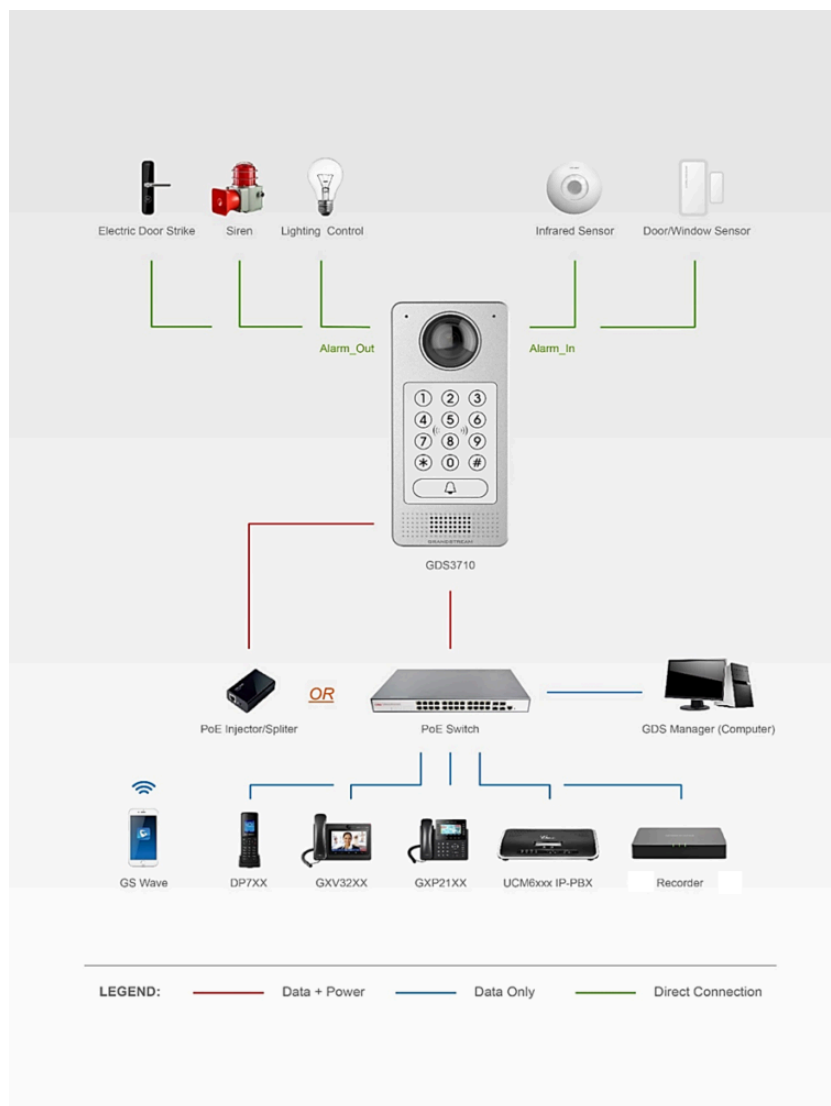 Electric Door Strike Siren Lighting Control Infrared Sensor Door/Window Sensor
Alarm_Out Alarm_In
1 2 3
4 5 6
7 8 9
* 0 #
GRANDSTREAM
GDS3710
OR
PoE Injector/Spliter PoE Switch GDS Manager (Computer)
GS Wave DP7XX GXV32XX GXP21XX UCM6xxx IP-PBX Recorder
LEGEND: Data + Power Data Only Direct Connection